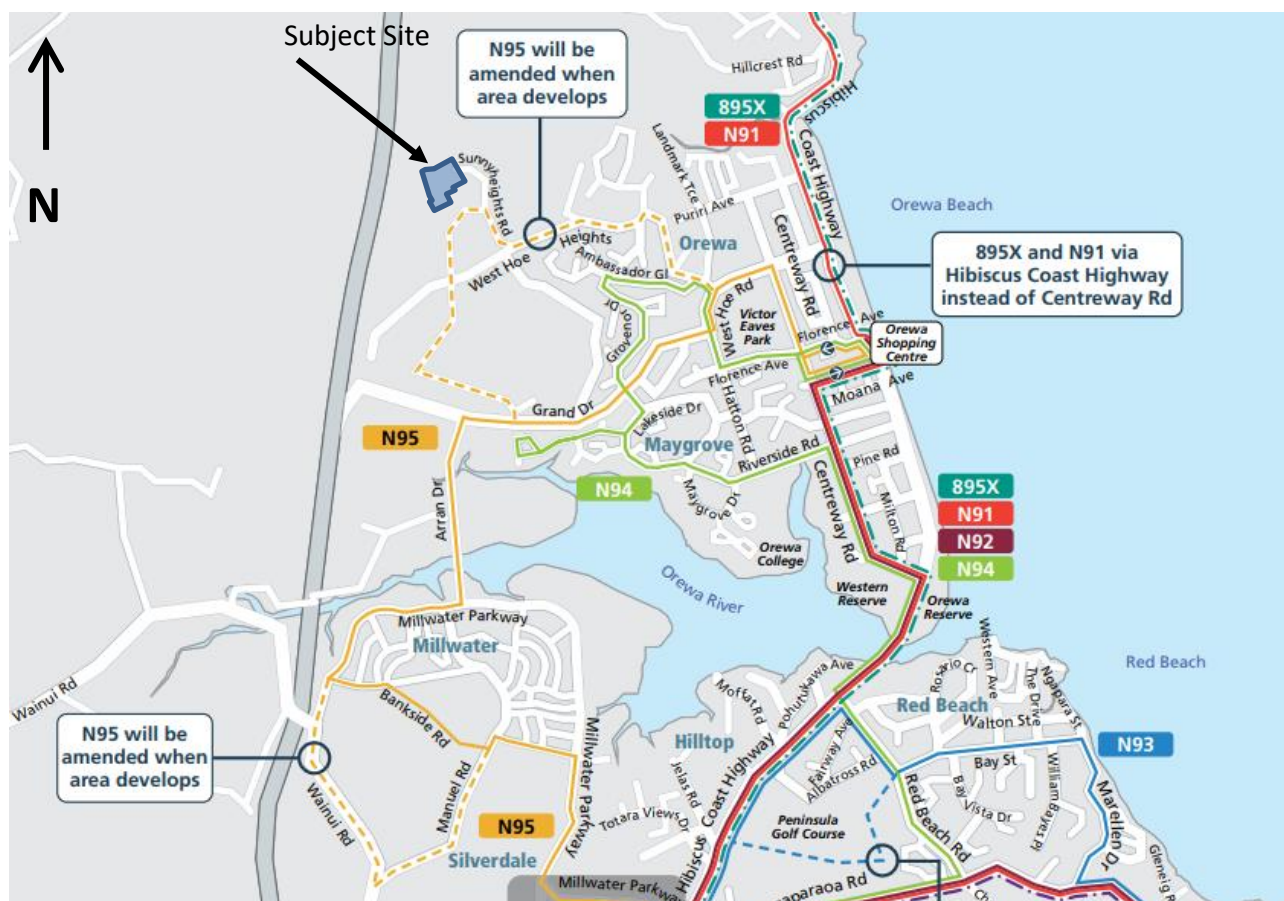 Subject Site
N95 will be
amended when
area develops
Hillcrest Rd
895X
N91
Hibiscus
Coast Highway
N
Sunnyheights Rd
Landmark Tce
Puriri Ave
Orewa Beach
Heights
Orewa
Centreway Rd
895X and N91 via
Hibiscus Coast Highway
instead of Centreway Rd
West Hoe
Ambassador Gl
Grovenor Dr
West Hoe Rd
Victor
Eaves
Park
Florence Ave
Orewa
Shopping
Centre
Florence Ave
Moana Ave
Grand Dr
Hatton Rd
Lakeside Dr
N95
Maygrove
Riverside Rd
Pine Rd
N94
Arran Dr
Maygrove Dr
Centreway Rd
Milton Rd
895X
N91
N92
N94
Orewa
College
Orewa River
Western
Reserve
Orewa
Reserve
Millwater Parkway
Millwater
Western Ave
Rosario Cr
The Drive
Ngapara St
Red Beach
Wainui Rd
Moffat Rd
Pohutukawa Ave
Red Beach
Walton St
Bankside Rd
N95 will be
amended when
area develops
Hilltop
Fairway Ave
N93
Millwater Parkway
Jelas Rd
Albatross Rd
Bay St
Wainui Rd
Manuel Rd
Coast Highway
Red Beach Rd
Bay Vista Dr
William Bayes Pl
Marellen Dr
Totara Views Dr
Peninsula
Golf Course
N95
Silverdale
Hibiscus
Gleneig R
Millwater Parkway
aparaoa Rd
Ch